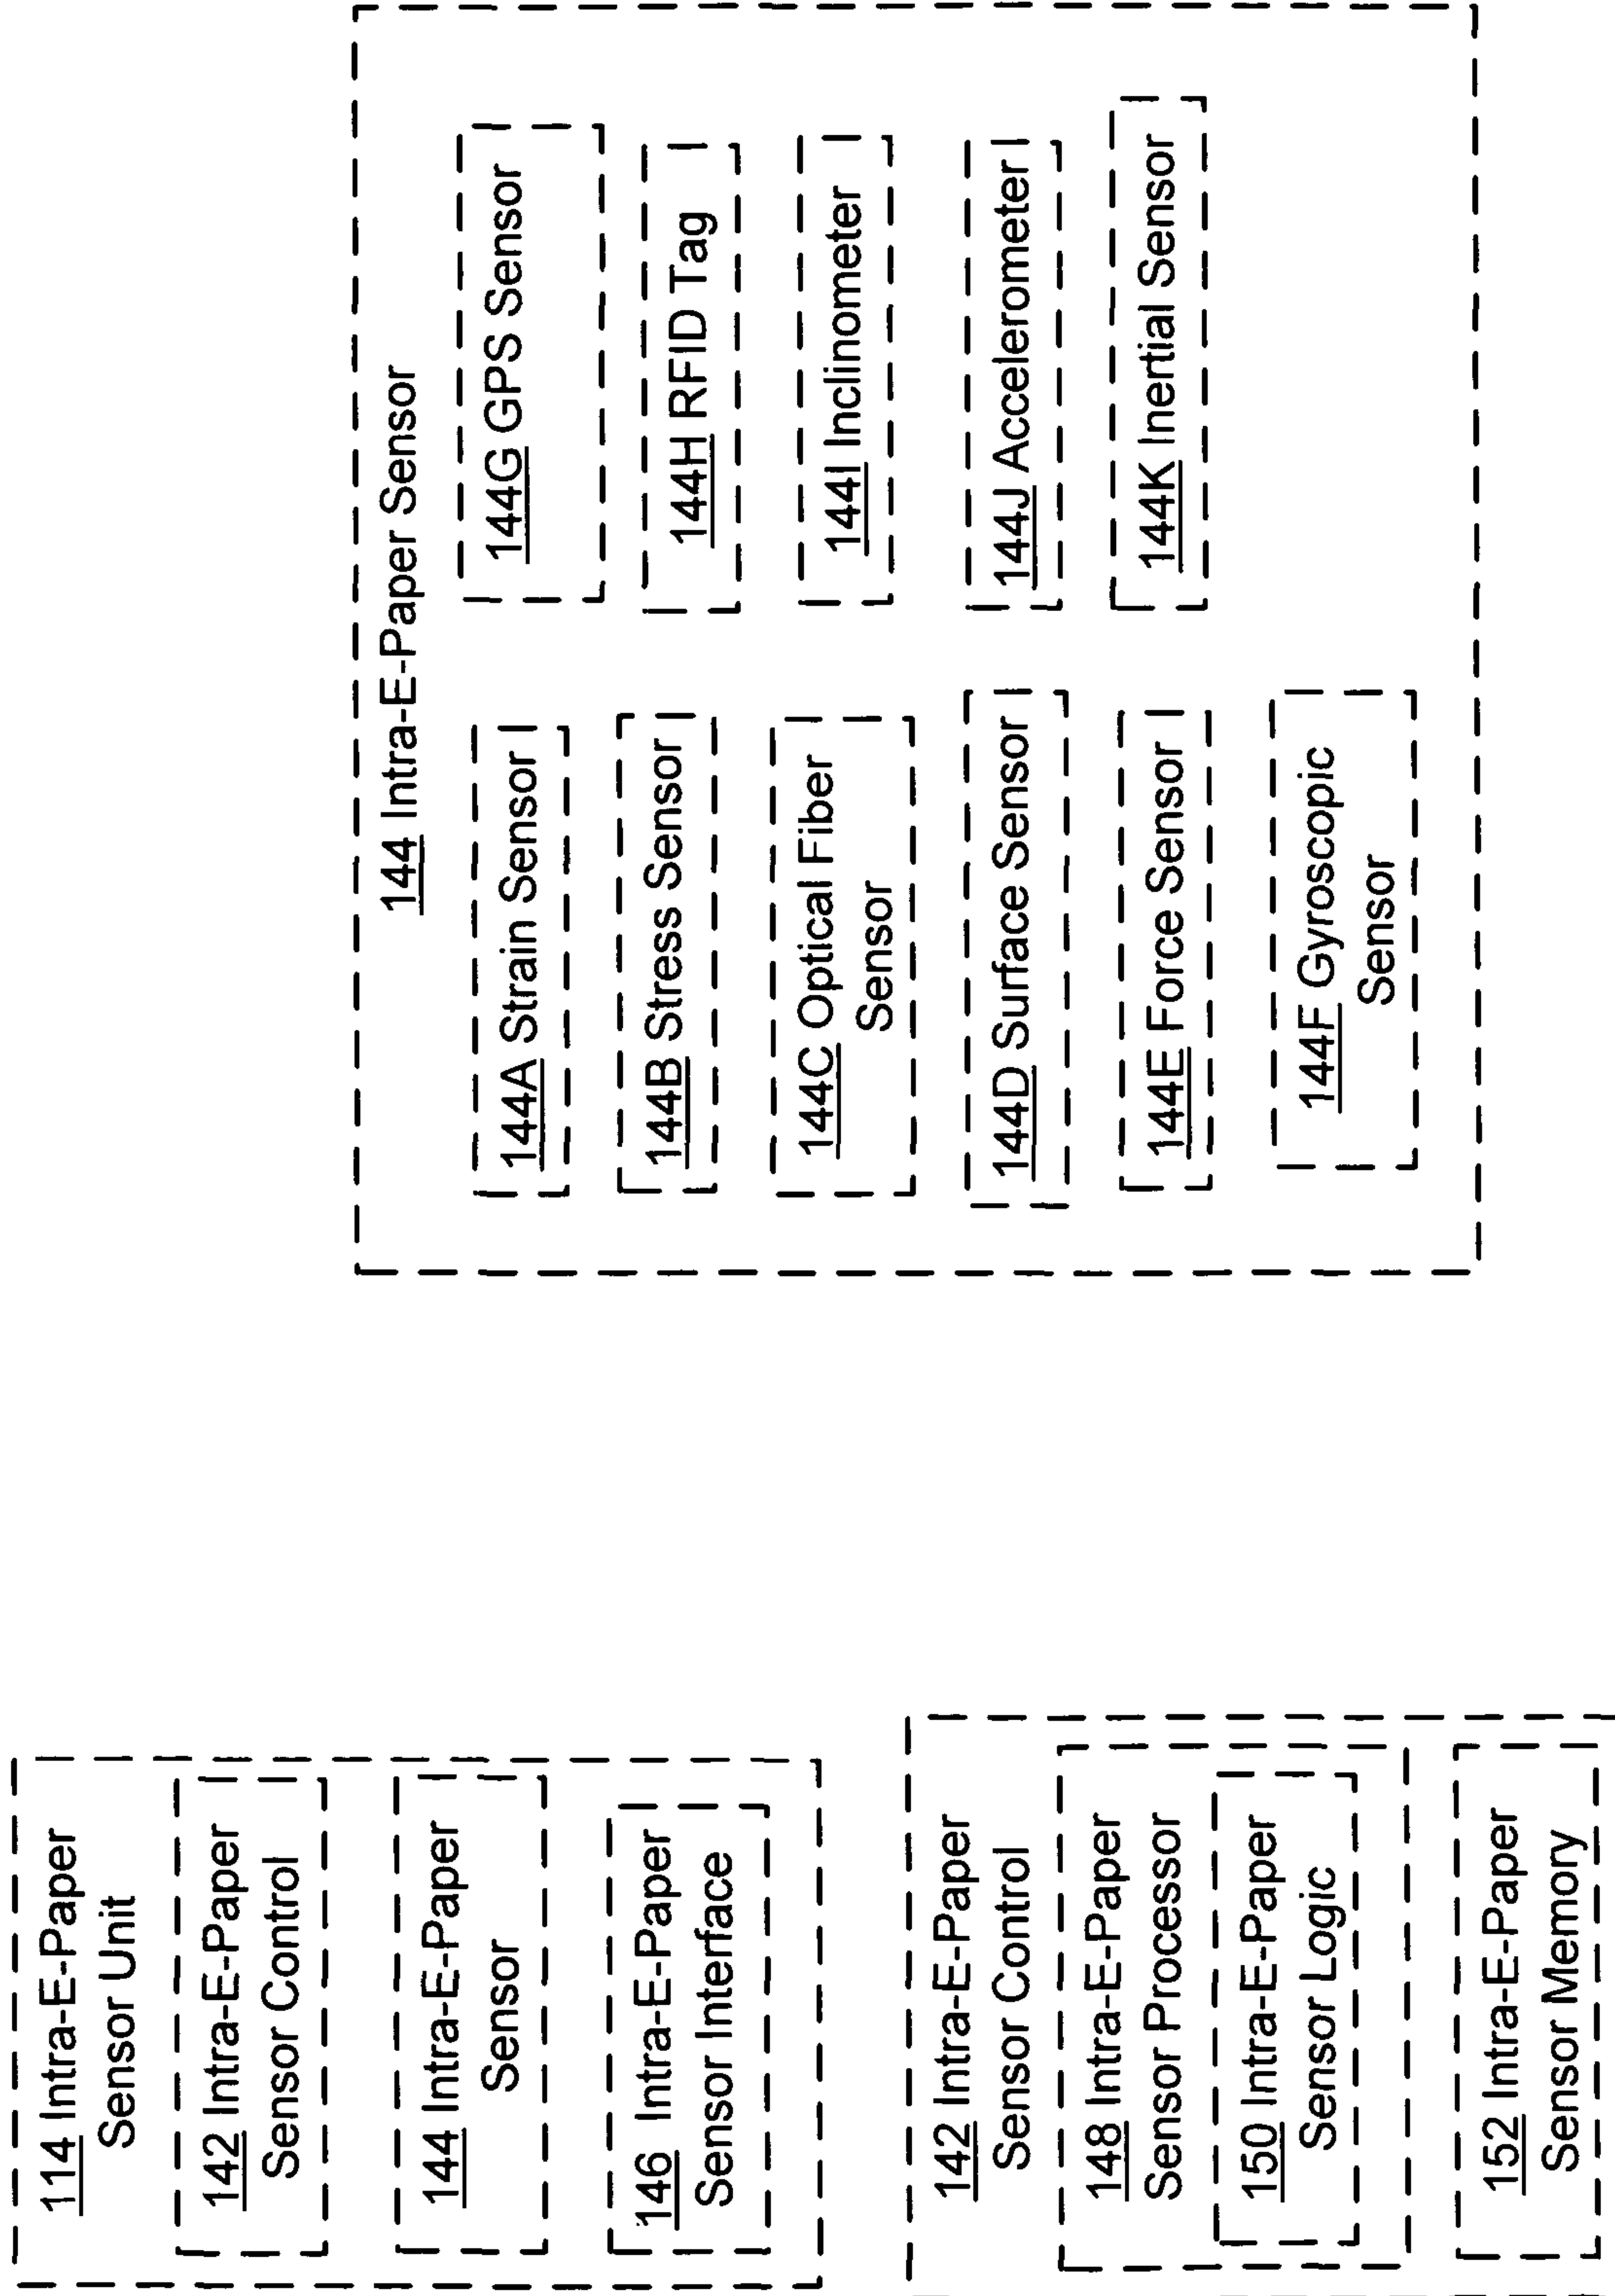 114 Intra-E-Paper
Sensor Unit
142 Intra-E-Paper
Sensor Control
144 Intra-E-Paper
Sensor
146 Intra-E-Paper
Sensor Interface
142 Intra-E-Paper
Sensor Control
148 Intra-E-Paper
Sensor Processor
150 Intra-E-Paper
Sensor Logic
152 Intra-E-Paper
Sensor Memory
144 Intra-E-Paper Sensor
144A Strain Sensor
144B Stress Sensor
144C Optical Fiber
Sensor
144D Surface Sensor
144E Force Sensor
144F Gyroscopic
Sensor
144G GPS Sensor
144H RFID Tag
144I Inclinometer
144J Accelerometer
144K Inertial Sensor